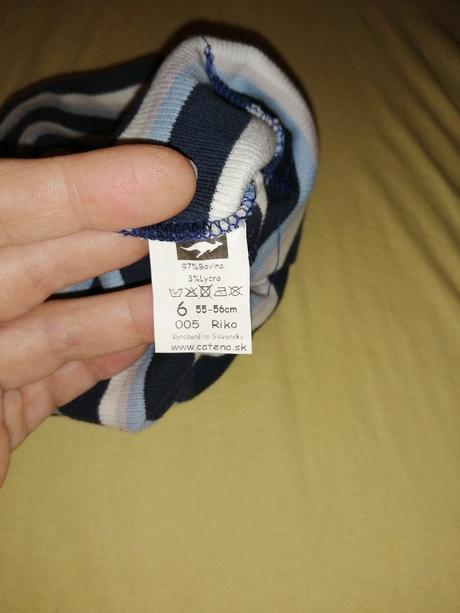 97%Bavlna
3%Lycra
6 55-56cm
005 Riko
Vyrobené na Slovensku
www.catena.sk